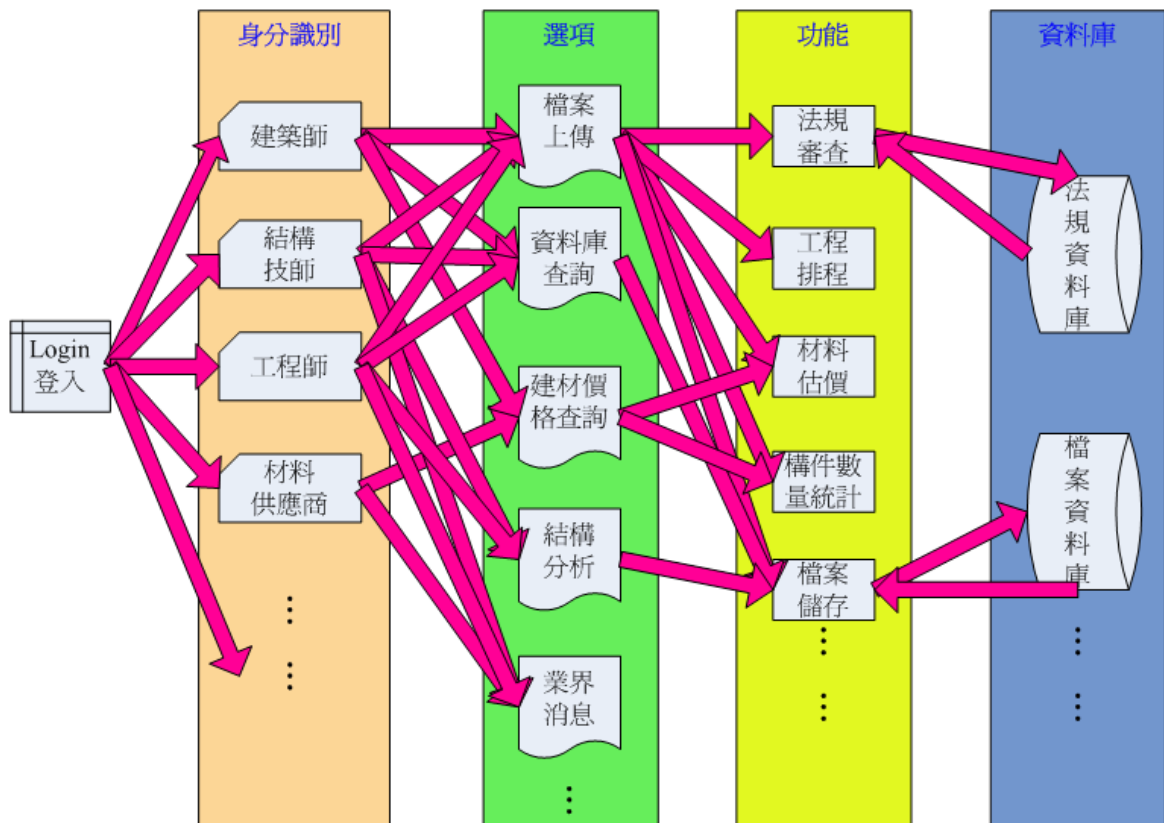 身分識別
選項
功能
資料庫
Login
登入
建築師
結構
技師
工程師
材料
供應商
⋮
⋮
檔案
上傳
資料庫
查詢
建材價
格查詢
結構
分析
業界
消息
⋮
法規
審查
工程
排程
材料
估價
構件數
量統計
檔案
儲存
⋮
⋮
法
規
資
料
庫
檔
案
資
料
庫
⋮
⋮